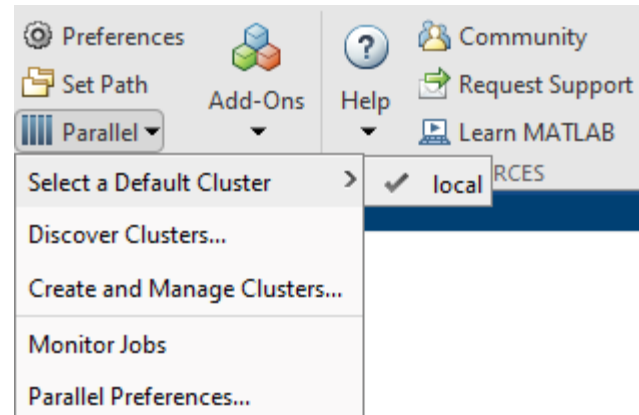 Preferences
Set Path
Parallel
Add-Ons
?
Help
Community
Request Support
Learn MATLAB
RCES
Select a Default Cluster
local
Discover Clusters...
Create and Manage Clusters...
Monitor Jobs
Parallel Preferences...